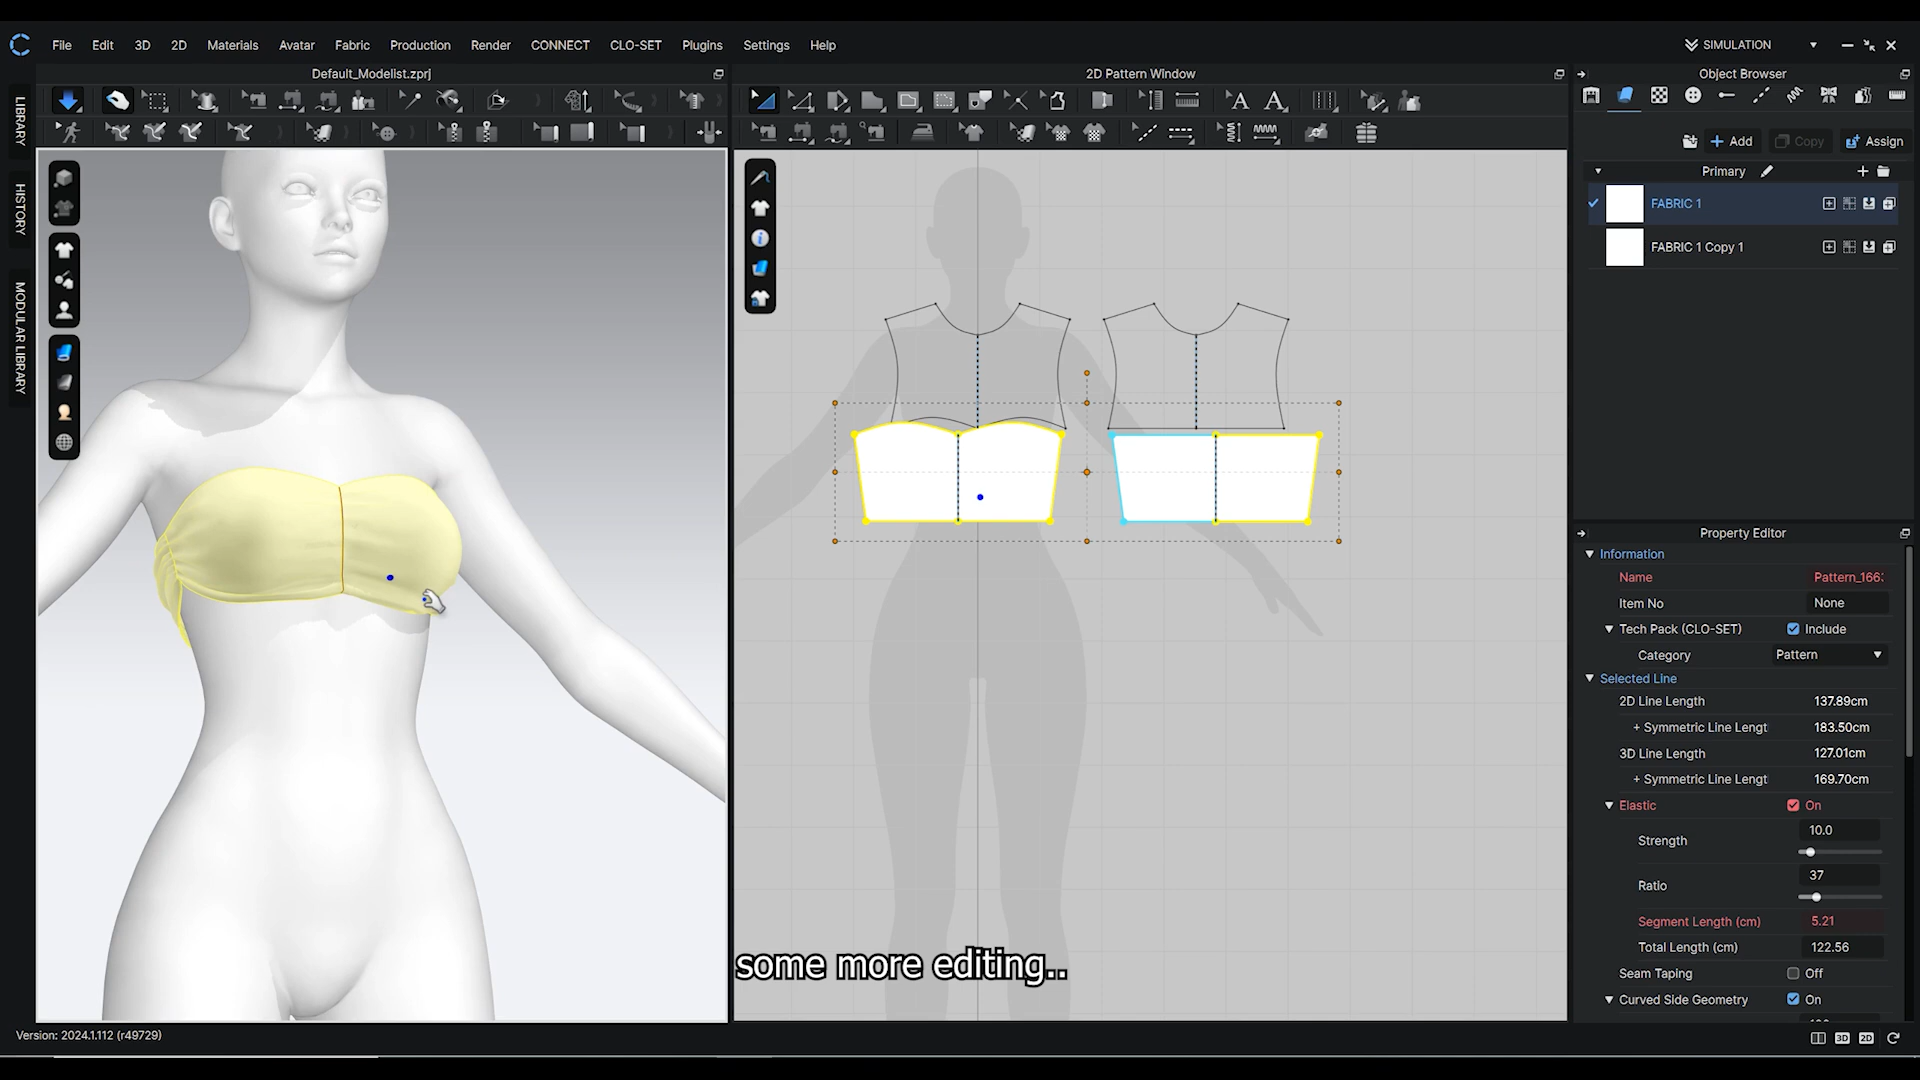 File Edit 3D 2D Materials Avatar Fabric Production Render CONNECT CLO-SET Plugins Settings Help
SIMULATION
Default_Modelist.zprj
2D Pattern Window
Object Browser
LIBRARY
HISTORY
MODULAR LIBRARY
Add Copy Assign
Primary
FABRIC 1
FABRIC 1 Copy 1
Property Editor
Information
Name Pattern_166
Item No None
Tech Pack (CLO-SET) Include
Category Pattern
Selected Line
2D Line Length 137.89cm
+ Symmetric Line Lengt 183.50cm
3D Line Length 127.01cm
+ Symmetric Line Lengt 169.70cm
Elastic On
Strength 10.0
Ratio 37
Segment Length (cm) 5.21
Total Length (cm) 122.56
Seam Taping Off
Curved Side Geometry On
some more editing..
Version: 2024.1.112 (r49729)
3D 2D